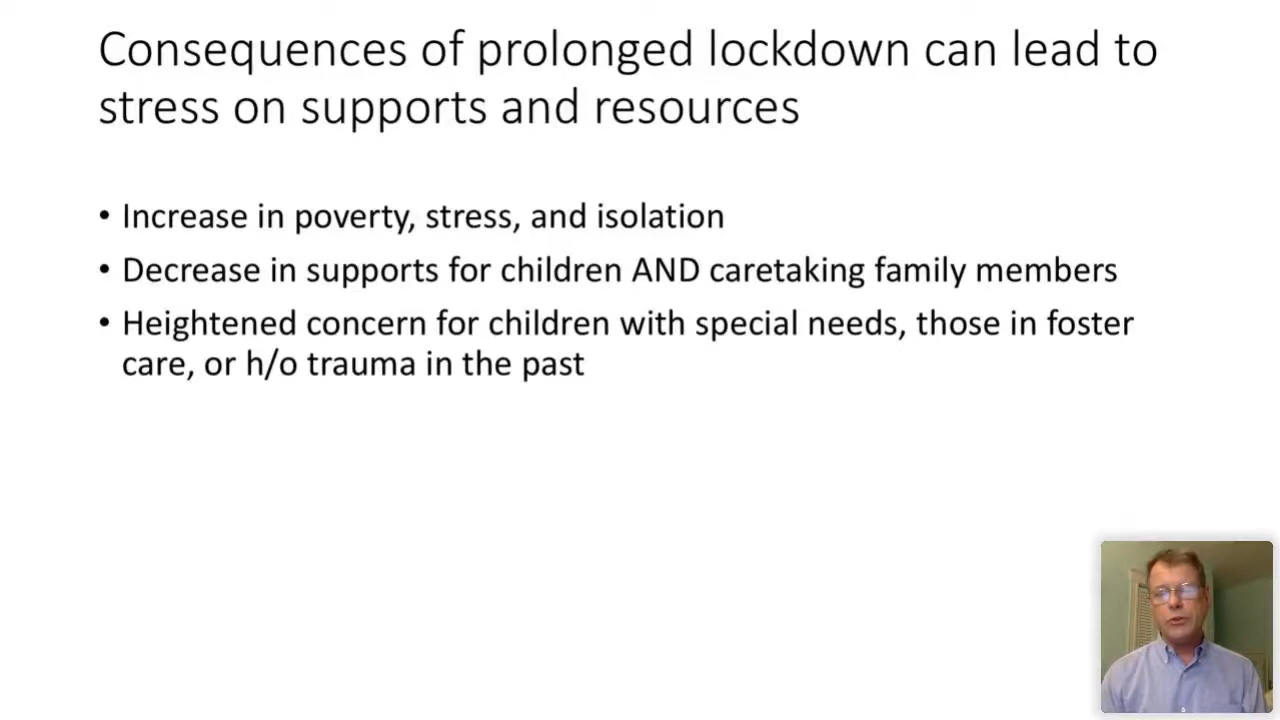 Consequences of prolonged lockdown can lead to
stress on supports and resources
• Increase in poverty, stress, and isolation
• Decrease in supports for children AND caretaking family members
• Heightened concern for children with special needs, those in foster
care, or h/o trauma in the past